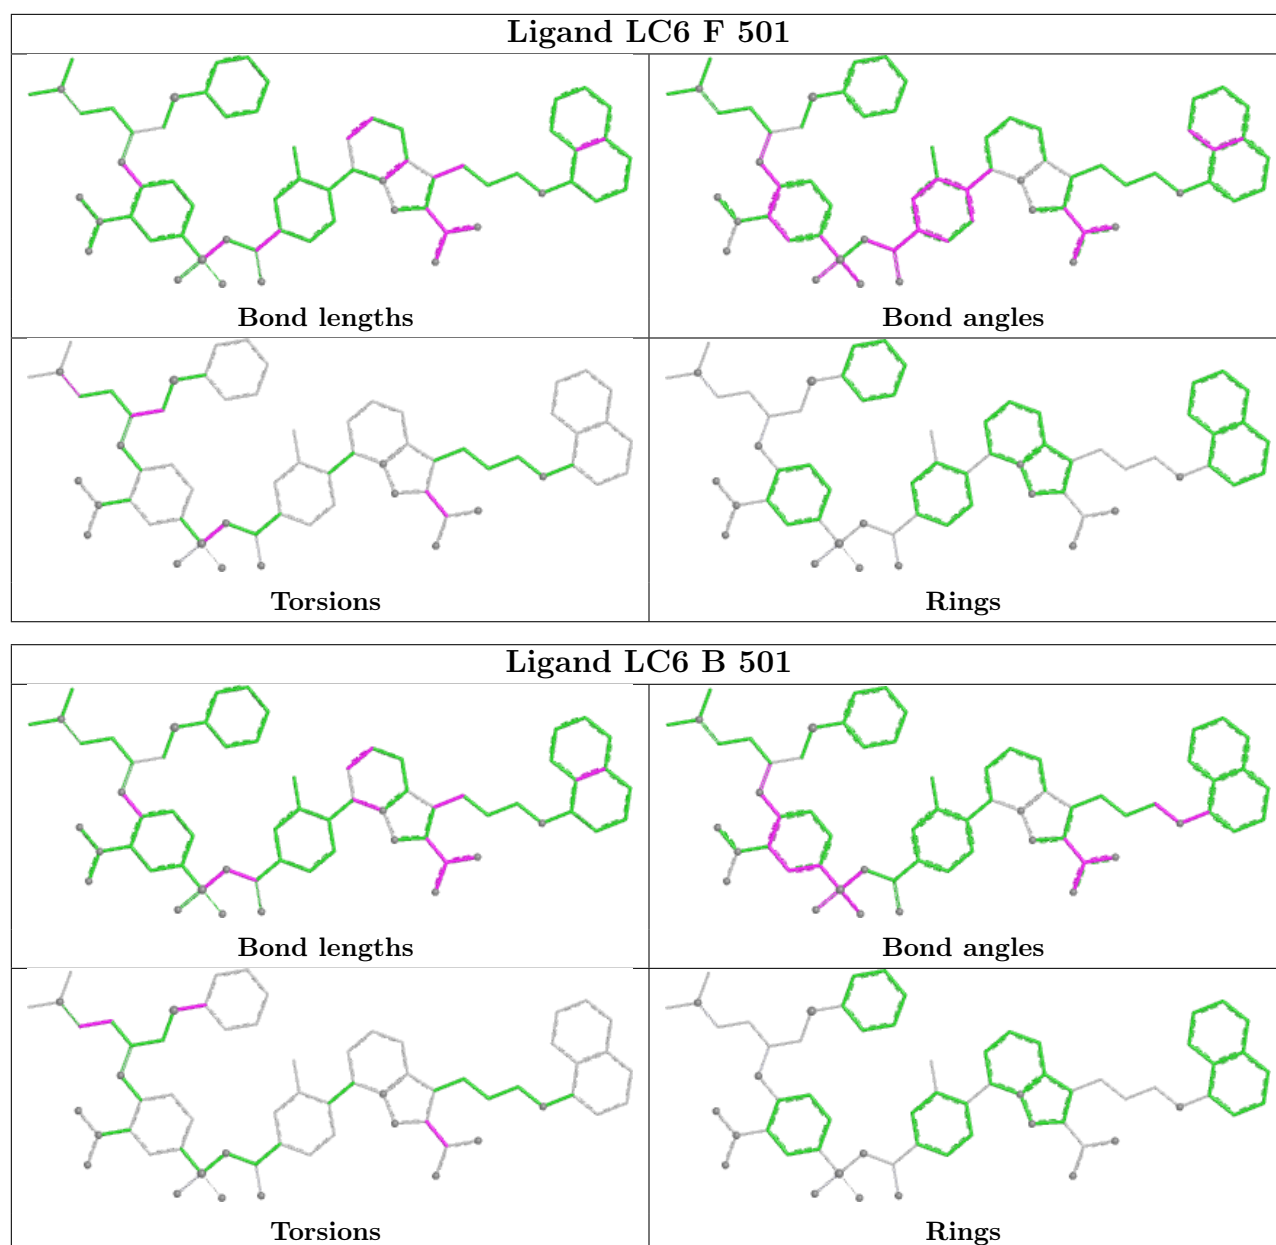 Ligand LC6 F 501
Bond lengths
Bond angles
Torsions
Rings
Ligand LC6 B 501
Bond lengths
Bond angles
Torsions
Rings